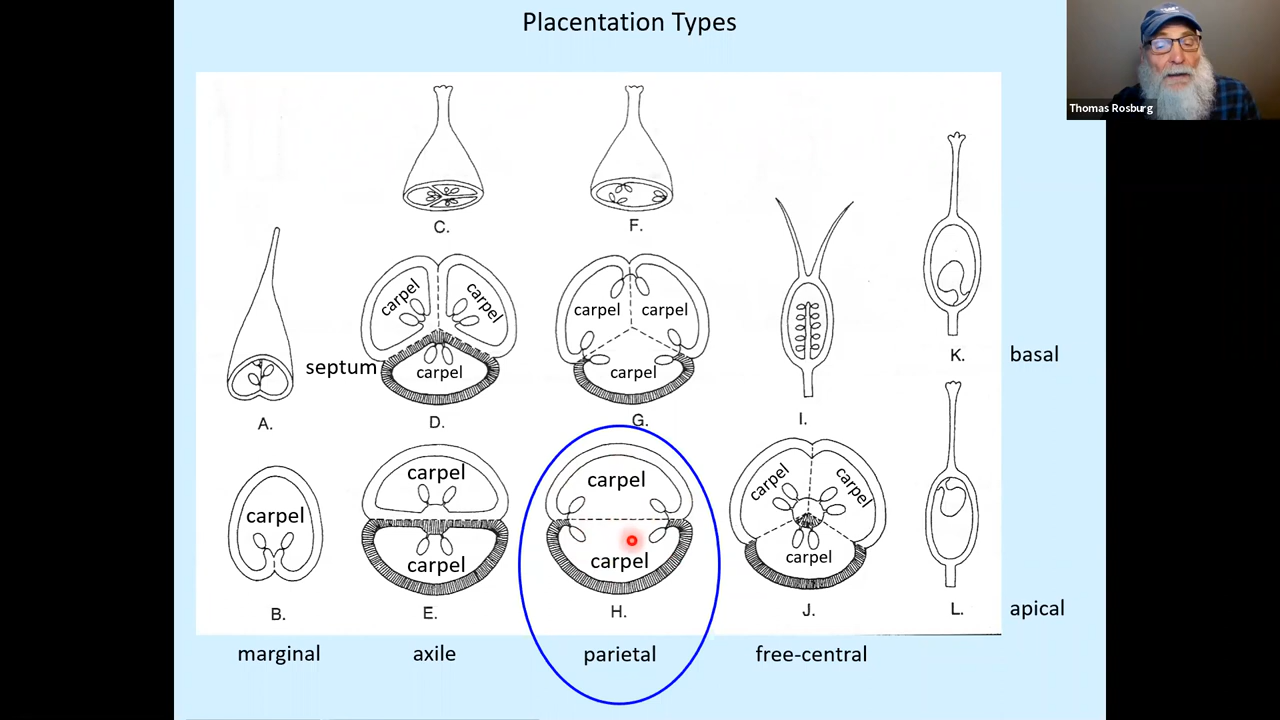 Placentation Types
Thomas Rosburg
C.
F.
carpel
carpel
septum
carpel
A.
D.
carpel
carpel
carpel
G.
I.
K.
basal
carpel
B.
carpel
carpel
E.
carpel
carpel
H.
carpel
carpel
carpel
J.
L.
apical
marginal
axile
parietal
free-central